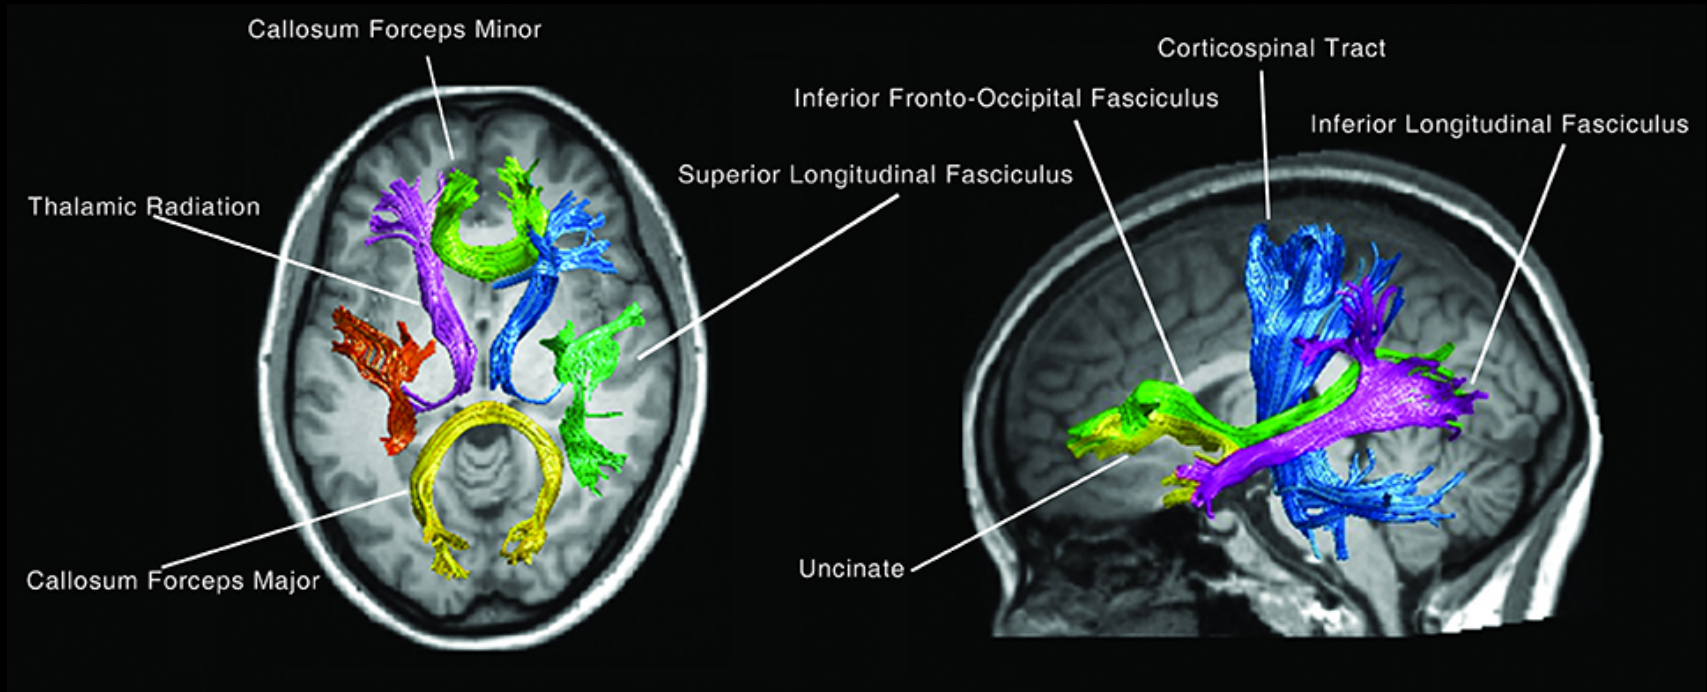 Callosum Forceps Minor
Corticospinal Tract
Inferior Fronto-Occipital Fasciculus
Inferior Longitudinal Fasciculus
Superior Longitudinal Fasciculus
Thalamic Radiation
Uncinate
Callosum Forceps Major